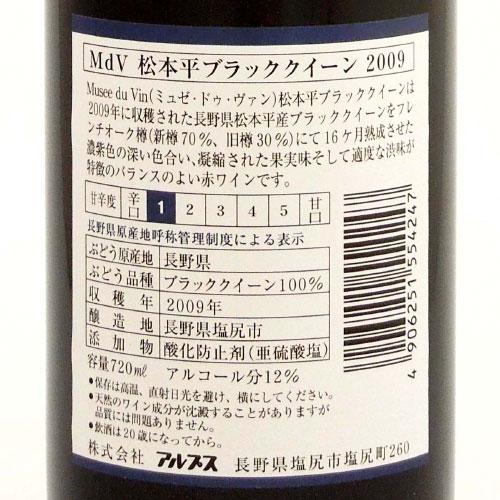 MdV 松本平ブラッククイーン 2009
Musee du Vin(ミュゼ・ドゥ・ヴァン)松本平ブラッククイーンは
2009年に収穫された長野県松本平産ブラッククイーンをフレ
ンチオーク樽(新樽70%、旧樽30%)にて16ケ月熟成させた
濃紫色の深い色合い、凝縮された果実味そして適度な渋味が
特徴のバランスのよい赤ワインです。
甘辛度 辛口 1 2 3 4 5 甘口
長野県原産地呼称管理制度による表示
ぶどう原産地 長野県
ぶどう品種 ブラッククイーン100%
収穫年 2009年
醸造地 長野県塩尻市
添加物 酸化防止剤(亜硫酸塩)
容量720ml アルコール分12%
●保存は高温、直射日光を避け、横にしてください。
●天然のワイン成分が沈澱することがありますが
品質には問題ありません。
●飲酒は20歳になってから。
株式会社 アルプス 長野県塩尻市塩尻町260
4906251554247